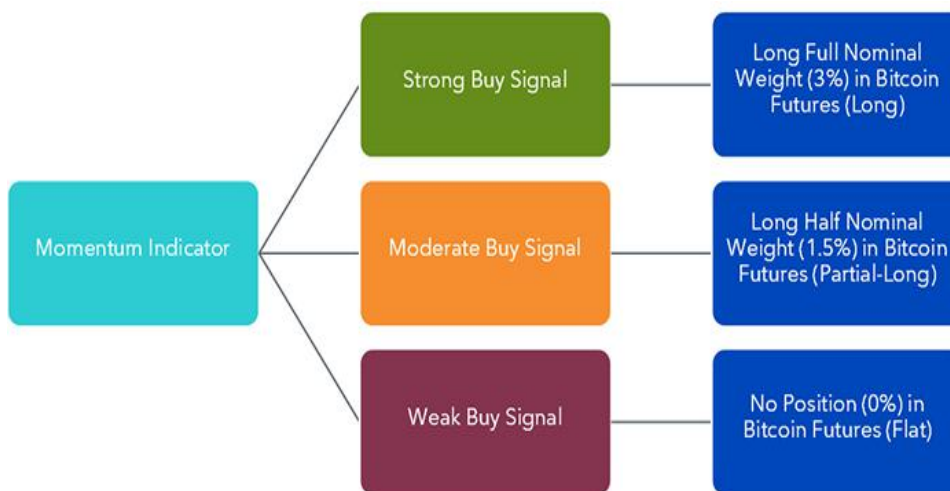 Momentum Indicator
Strong Buy Signal
Long Full Nominal
Weight (3%) in Bitcoin
Futures (Long)
Moderate Buy Signal
Long Half Nominal
Weight (1.5%) in Bitcoin
Futures (Partial-Long)
Weak Buy Signal
No Position (0%) in
Bitcoin Futures (Flat)